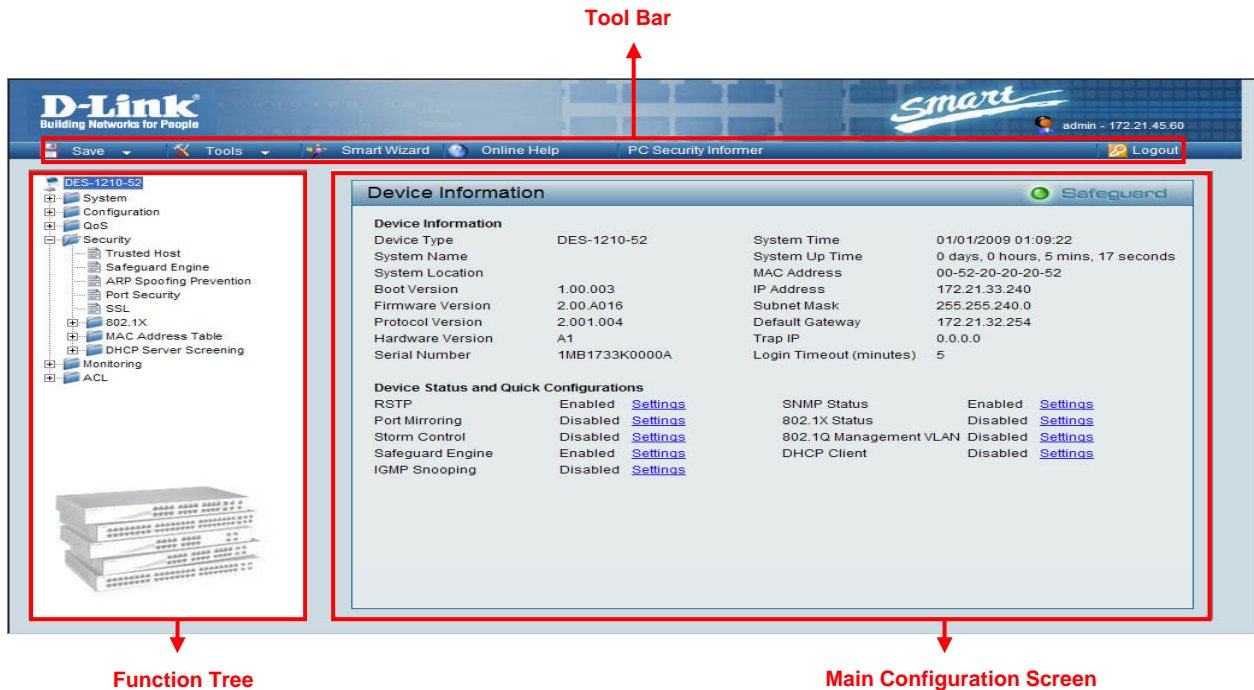 Tool Bar
D-Link®
Building Networks for People
smart
admin - 172.21.45.60
Save Tools Smart Wizard Online Help PC Security Informer Logout
DES-1210-52
System
Configuration
QoS
Security
Trusted Host
Safeguard Engine
ARP Spoofing Prevention
Port Security
SSL
802.1X
MAC Address Table
DHCP Server Screening
Monitoring
ACL
Device Information Safeguard
Device Information
Device Type DES-1210-52 System Time 01/01/2009 01:09:22
System Name System Up Time 0 days, 0 hours, 5 mins, 17 seconds
System Location MAC Address 00-52-20-20-20-52
Boot Version 1.00.003 IP Address 172.21.33.240
Firmware Version 2.00.A016 Subnet Mask 255.255.240.0
Protocol Version 2.001.004 Default Gateway 172.21.32.254
Hardware Version A1 Trap IP 0.0.0.0
Serial Number 1MB1733K0000A Login Timeout (minutes) 5
Device Status and Quick Configurations
RSTP Enabled Settings SNMP Status Enabled Settings
Port Mirroring Disabled Settings 802.1X Status Disabled Settings
Storm Control Disabled Settings 802.1Q Management VLAN Disabled Settings
Safeguard Engine Enabled Settings DHCP Client Disabled Settings
IGMP Snooping Disabled Settings
Function Tree
Main Configuration Screen